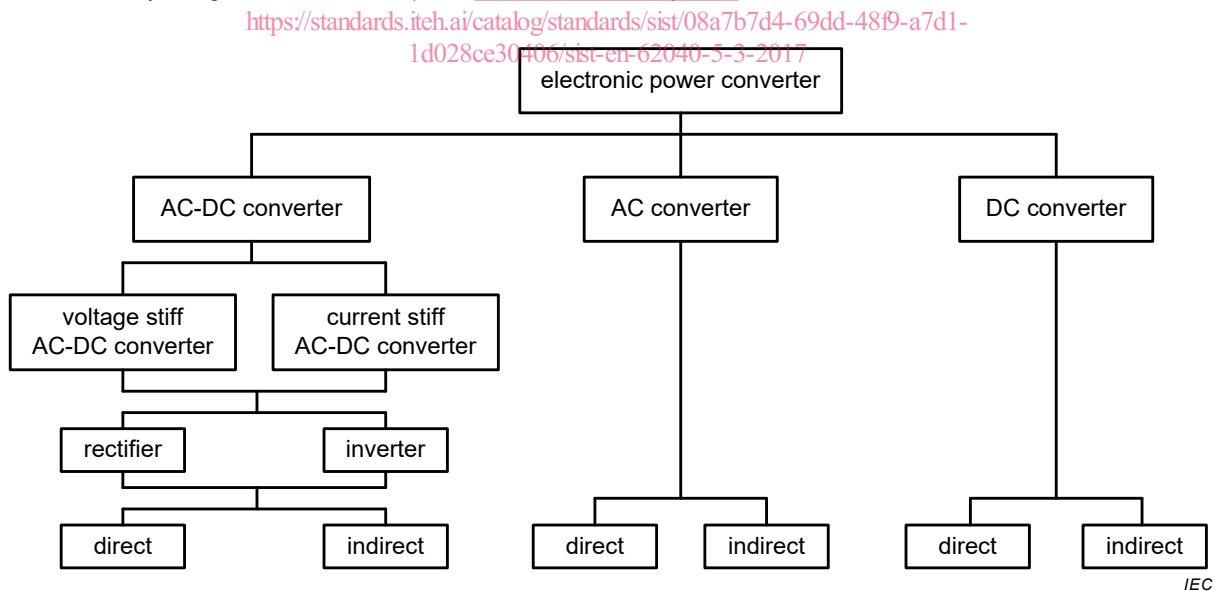 https://standards.iteh.ai/catalog/standards/sist/08a7b7d4-69dd-48f9-a7d1-
1d028ce30406/sist-en-62040-5-3-2017
electronic power converter
AC-DC converter
AC converter
DC converter
voltage stiff
AC-DC converter
current stiff
AC-DC converter
rectifier
inverter
direct
indirect
direct
indirect
direct
indirect
IEC